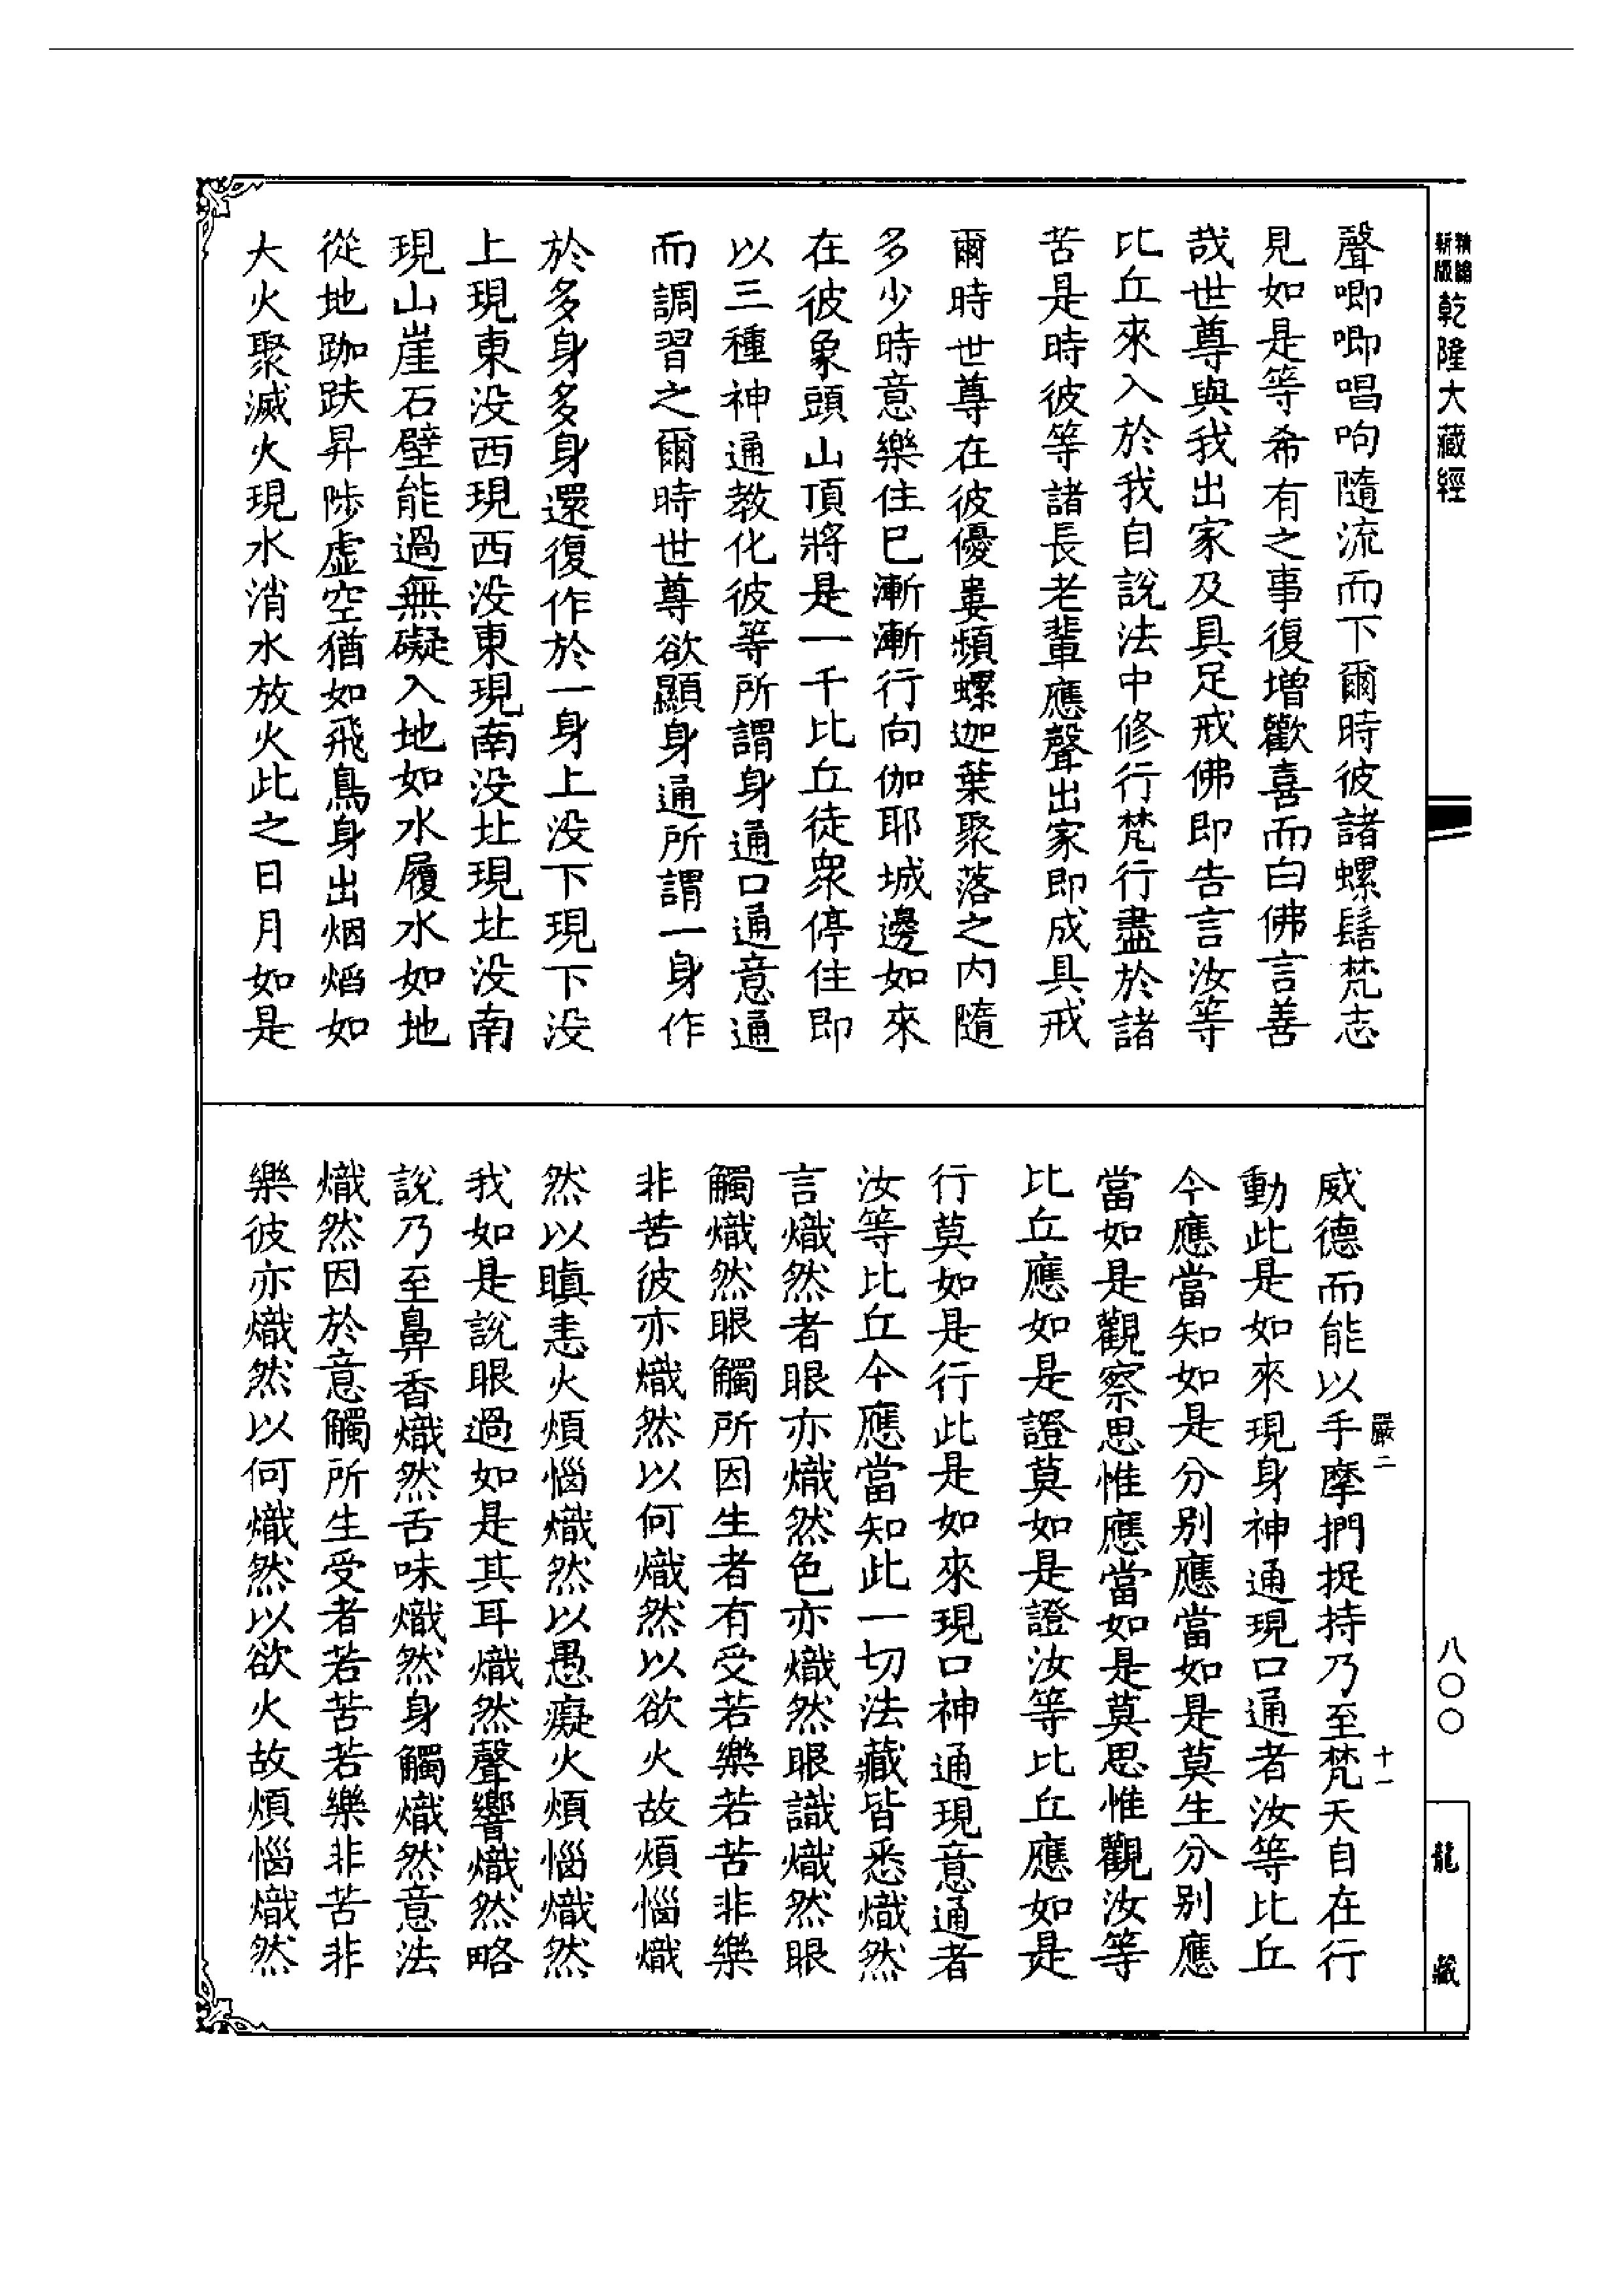 精縮
新版
乾隆大藏經
聲唧唧唱呴隨流而下爾時彼諸螺髻梵志
見如是等希有之事復增歡喜而白佛言善
哉世尊與我出家及具足戒佛即告言汝等
比丘來入於我自說法中修行梵行盡於諸
苦是時彼等諸長老輩應聲出家即成具戒
爾時世尊在彼優婁頻螺迦葉聚落之內隨
多少時意樂住已漸漸行向伽耶城邊如來
在彼象頭山頂將是一千比丘徒眾停住即
以三種神通教化彼等所謂身通口通意通
而調習之爾時世尊欲顯身通所謂一身作
於多身多身還復作於一身上没下現下没
上現東没西現西没東現南没北現北没南
現山崖石壁能過無礙入地如水履水如地
從地跏趺昇陟虛空猶如飛鳥身出烟焰如
大火聚滅火現水消水放火此之日月如是
威德而能以手摩捫捉持乃至梵天自在行
動此是如來現身神通現口通者汝等比丘
今應當知如是分別應當如是莫生分別應
當如是觀察思惟應當如是莫思惟觀汝等
比丘應如是證莫如是證汝等比丘應如是
行莫如是行此是如來現口神通現意通者
汝等比丘今應當知此一切法藏皆悉熾然
言熾然者眼亦熾然色亦熾然眼識熾然眼
觸熾然眼觸所因生者有受若樂若苦非樂
非苦彼亦熾然以何熾然以欲火故煩惱熾
然以瞋恚火煩惱熾然以愚癡火煩惱熾然
我如是說眼過如是其耳熾然聲響熾然略
說乃至鼻香熾然舌味熾然身觸熾然意法
熾然因於意觸所生受者若苦若樂非苦非
樂彼亦熾然以何熾然以欲火故煩惱熾然
嚴二
十一
八〇〇
龍藏